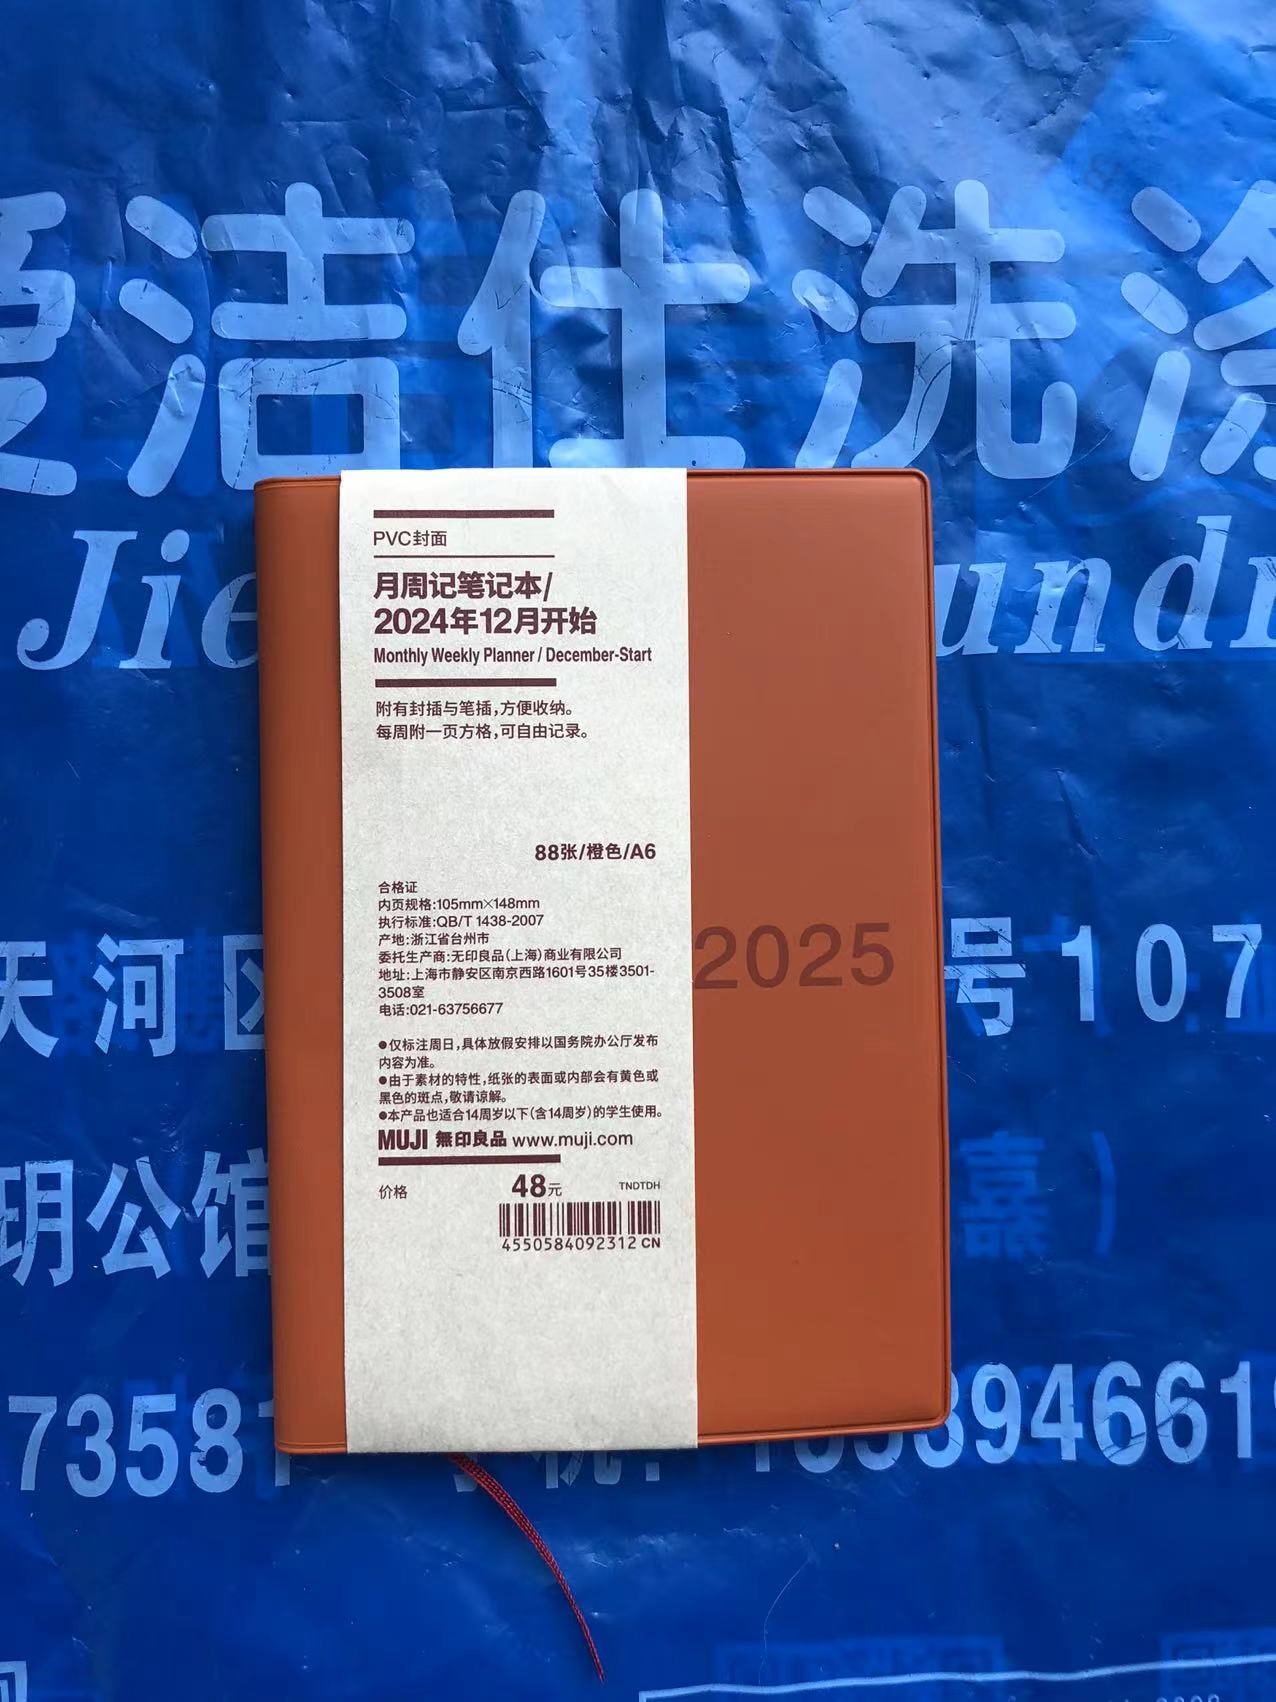 洁仕洗涤
Jie
undr
PVC封面
月周记笔记本/
2024年12月开始
Monthly Weekly Planner / December-Start
附有封插与笔插,方便收纳。
每周附一页方格,可自由记录。
88张/橙色/A6
合格证
内页规格:105mm×148mm
执行标准:QB/T 1438-2007
产地:浙江省台州市
委托生产商:无印良品(上海)商业有限公司
地址:上海市静安区南京西路1601号35楼3501-
3508室
电话:021-63756677
●仅标注周日,具体放假安排以国务院办公厅发布
内容为准。
●由于素材的特性,纸张的表面或内部会有黄色或
黑色的斑点,敬请谅解。
●本产品也适合14周岁以下(含14周岁)的学生使用。
MUJI 無印良品 www.muji.com
价格 48元 TNDTDH
4550584092312 CN
2025
天河区 号107
玥公馆
73581 8946619